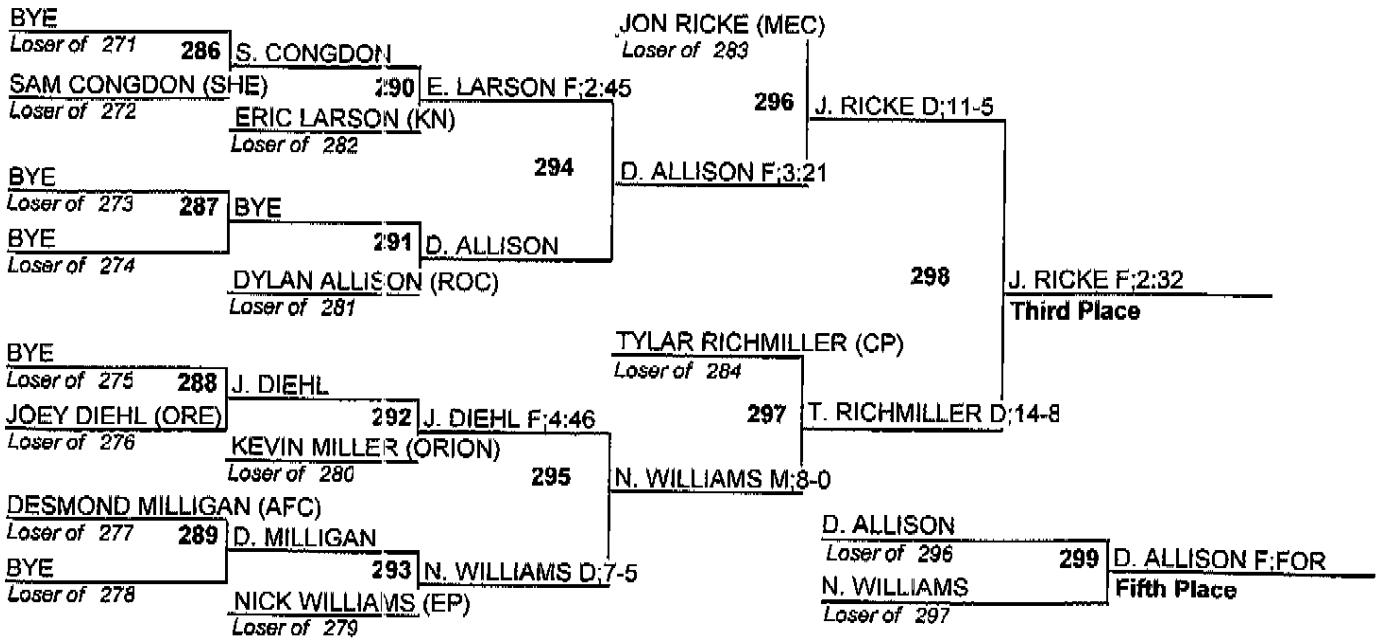 BYE
Loser of 271
286
S. CONGDON
SAM CONGDON (SHE)
Loser of 272
290
E. LARSON F;2:45
ERIC LARSON (KN)
Loser of 282
BYE
Loser of 273
287
BYE
BYE
Loser of 274
291
D. ALLISON
DYLAN ALLISON (ROC)
Loser of 281
294
D. ALLISON F;3:21
JON RICKE (MEC)
Loser of 283
296
J. RICKE D;11-5
BYE
Loser of 275
288
J. DIEHL
JOEY DIEHL (ORE)
Loser of 276
292
J. DIEHL F;4:46
KEVIN MILLER (ORION)
Loser of 280
DESMOND MILLIGAN (AFC)
Loser of 277
289
D. MILLIGAN
BYE
Loser of 278
293
N. WILLIAMS D;7-5
NICK WILLIAMS (EP)
Loser of 279
295
N. WILLIAMS M;8-0
TYLAR RICHMILLER (CP)
Loser of 284
297
T. RICHMILLER D;14-8
298
J. RICKE F;2:32
Third Place
D. ALLISON
Loser of 296
299
D. ALLISON F;FOR
Fifth Place
N. WILLIAMS
Loser of 297